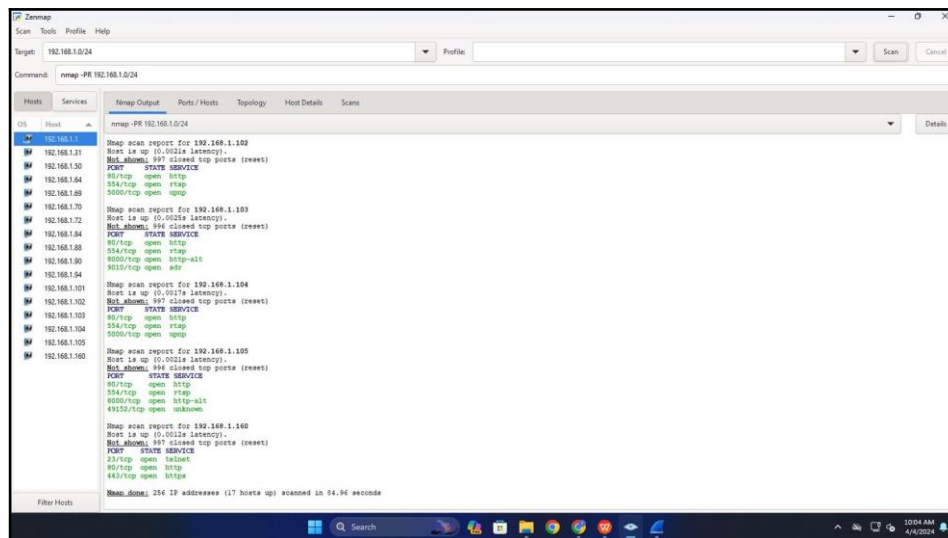 Zenmap
Scan Tools Profile Help
Target: 192.168.1.0/24 Profile: Scan Cancel
Command: nmap -PR 192.168.1.0/24
Hosts Services Nmap Output Ports / Hosts Topology Host Details Scans
OS Host
nmap -PR 192.168.1.0/24 Details
192.168.1.1
192.168.1.31
192.168.1.50
192.168.1.64
192.168.1.69
192.168.1.70
192.168.1.72
192.168.1.84
192.168.1.88
192.168.1.90
192.168.1.94
192.168.1.101
192.168.1.102
192.168.1.103
192.168.1.104
192.168.1.105
192.168.1.160
Filter Hosts
Nmap scan report for 192.168.1.102
Host is up (0.0021s latency).
Not shown: 997 closed tcp ports (reset)
PORT STATE SERVICE
80/tcp open http
554/tcp open rtsp
5000/tcp open upnp
Nmap scan report for 192.168.1.103
Host is up (0.0025s latency).
Not shown: 996 closed tcp ports (reset)
PORT STATE SERVICE
80/tcp open http
554/tcp open rtsp
8000/tcp open http-alt
9010/tcp open sdr
Nmap scan report for 192.168.1.104
Host is up (0.0017s latency).
Not shown: 997 closed tcp ports (reset)
PORT STATE SERVICE
80/tcp open http
554/tcp open rtsp
5000/tcp open upnp
Nmap scan report for 192.168.1.105
Host is up (0.0021s latency).
Not shown: 996 closed tcp ports (reset)
PORT STATE SERVICE
80/tcp open http
554/tcp open rtsp
8000/tcp open http-alt
49152/tcp open unknown
Nmap scan report for 192.168.1.160
Host is up (0.0012s latency).
Not shown: 997 closed tcp ports (reset)
PORT STATE SERVICE
23/tcp open telnet
80/tcp open http
443/tcp open https
Nmap done: 256 IP addresses (17 hosts up) scanned in 84.96 seconds
Search
10:04 AM
4/4/2024